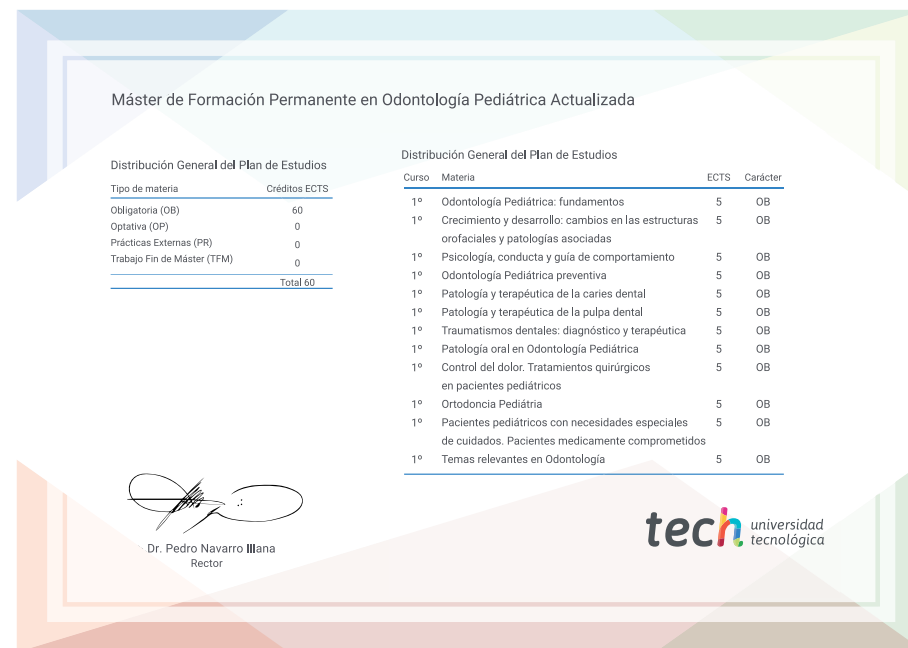 Máster de Formación Permanente en Odontología Pediátrica Actualizada
Distribución General del Plan de Estudios
Tipo de materia Créditos ECTS
Obligatoria (OB) 60
Optativa (OP) 0
Prácticas Externas (PR) 0
Trabajo Fin de Máster (TFM) 0
Total 60
Distribución General del Plan de Estudios
Curso Materia ECTS Carácter
1º Odontología Pediátrica: fundamentos 5 OB
1º Crecimiento y desarrollo: cambios en las estructuras 5 OB
orofaciales y patologías asociadas
1º Psicología, conducta y guía de comportamiento 5 OB
1º Odontología Pediátrica preventiva 5 OB
1º Patología y terapéutica de la caries dental 5 OB
1º Patología y terapéutica de la pulpa dental 5 OB
1º Traumatismos dentales: diagnóstico y terapéutica 5 OB
1º Patología oral en Odontología Pediátrica 5 OB
1º Control del dolor. Tratamientos quirúrgicos 5 OB
en pacientes pediátricos
1º Ortodoncia Pediátria 5 OB
1º Pacientes pediátricos con necesidades especiales 5 OB
de cuidados. Pacientes medicamente comprometidos
1º Temas relevantes en Odontología 5 OB
Dr. Pedro Navarro Illana
Rector
tech universidad
tecnológica